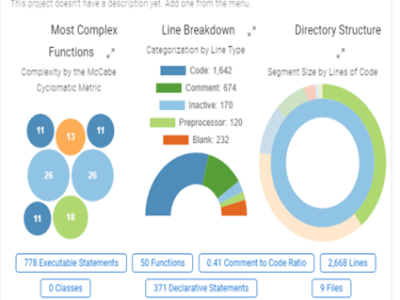 This project doesn't have a description yet. Add one from the menu.
Most Complex
Functions
Complexity by the McCabe
Cyclomatic Metric
11
13
11
26
26
11
18
Line Breakdown
Categorization by Line Type
Code: 1,642
Comment: 674
Inactive: 170
Preprocessor: 120
Blank: 232
Directory Structure
Segment Size by Lines of Code
778 Executable Statements
50 Functions
0.41 Comment to Code Ratio
2,668 Lines
0 Classes
371 Declarative Statements
9 Files